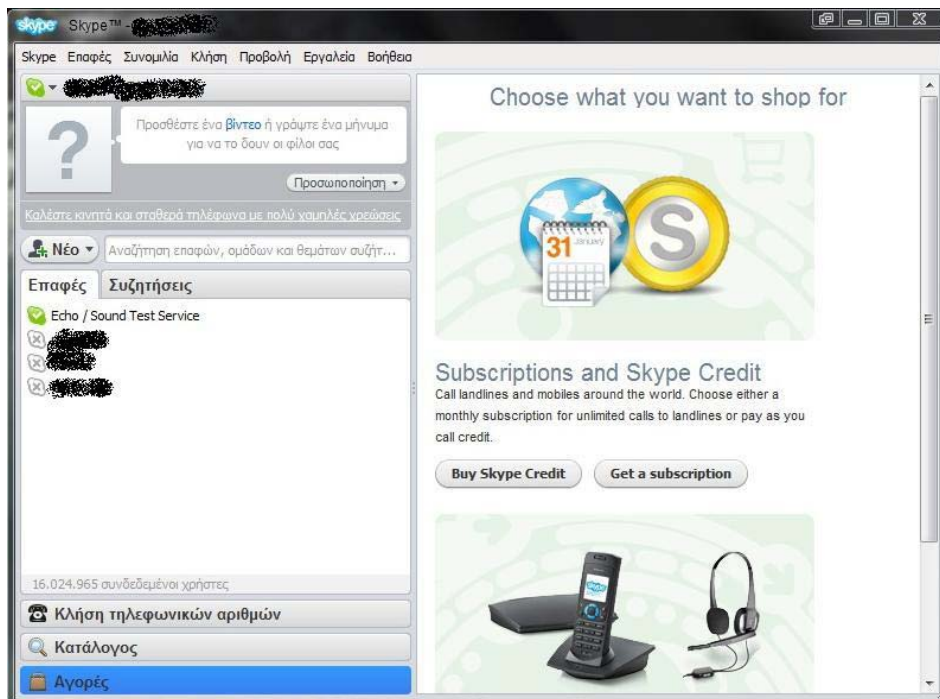 skype Skype™ -
Skype Επαφές Συνομιλία Κλήση Προβολή Εργαλεία Βοήθεια
Προσθέστε ένα βίντεο ή γράψτε ένα μήνυμα
για να το δουν οι φίλοι σας
?
Προσωποποίηση
Καλέστε κινητά και σταθερά τηλέφωνα με πολύ χαμηλές χρεώσεις
Νέο
Αναζήτηση επαφών, ομάδων και θεμάτων συζήτ...
Επαφές Συζητήσεις
Echo / Sound Test Service
16.024.965 συνδεδεμένοι χρήστες
Κλήση τηλεφωνικών αριθμών
Κατάλογος
Αγορές
Choose what you want to shop for
31 January
S
Subscriptions and Skype Credit
Call landlines and mobiles around the world. Choose either a
monthly subscription for unlimited calls to landlines or pay as you
call credit.
Buy Skype Credit Get a subscription
skype